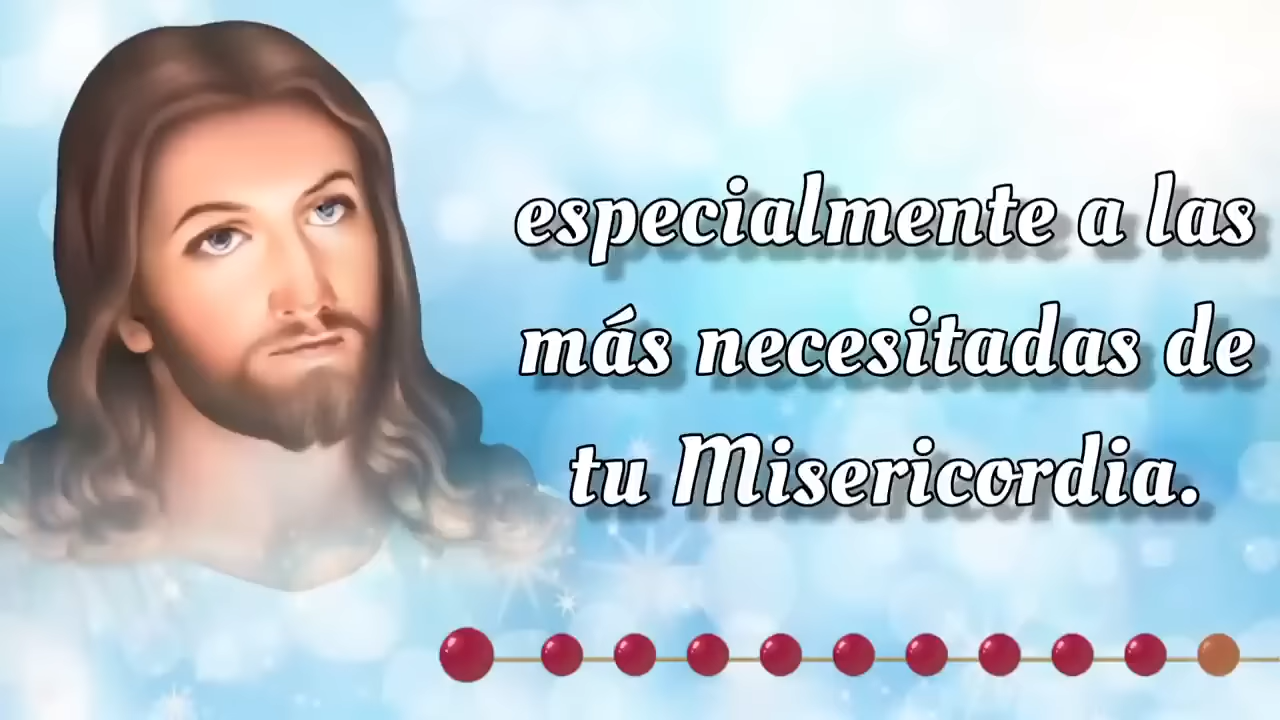 especialmente a las
más necesitadas de
tu Misericordia.